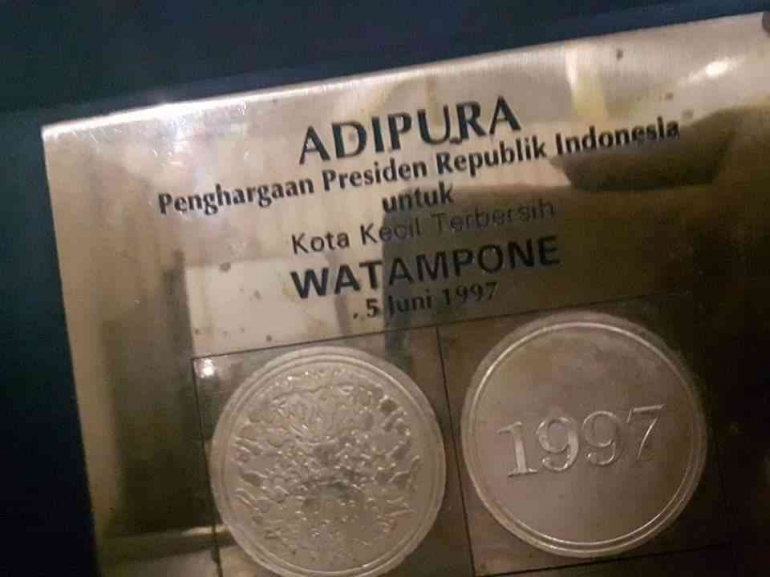 ADIPURA
Penghargaan Presiden Republik Indonesia
untuk
Kota Kecil Terbersih
WATAMPONE
5 Juni 1997
1997